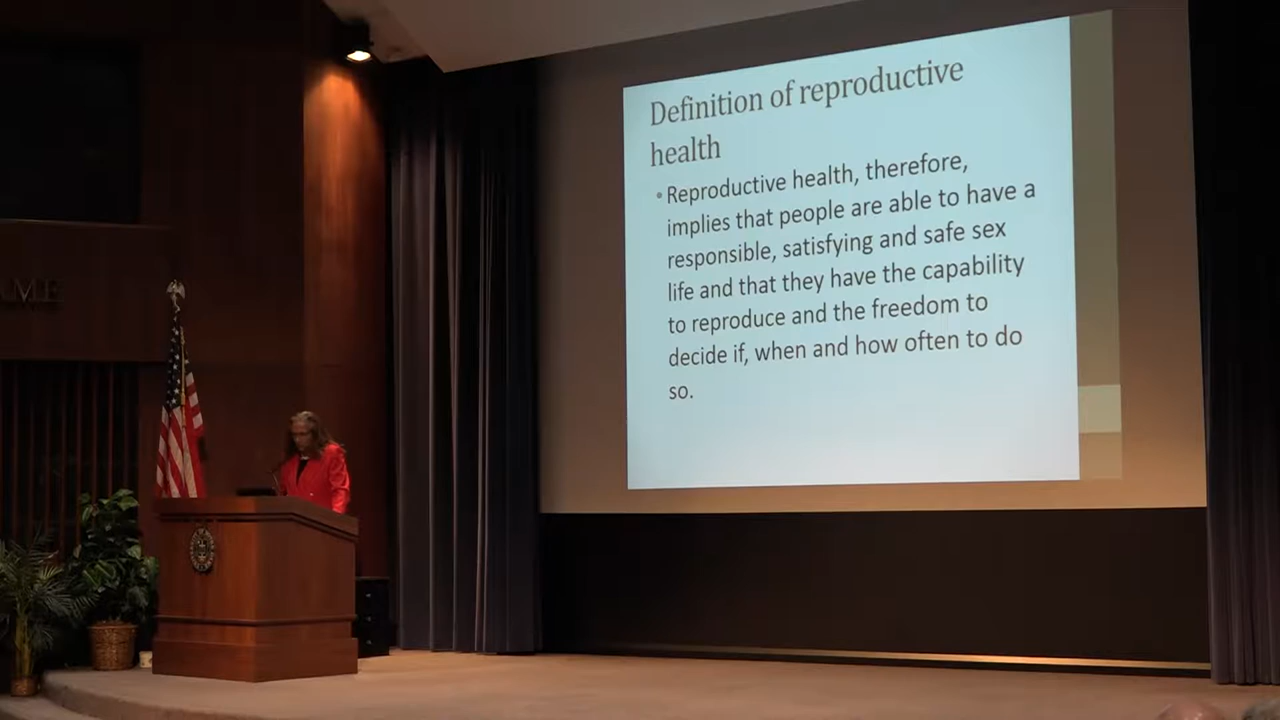 Definition of reproductive
health
• Reproductive health, therefore,
implies that people are able to have a
responsible, satisfying and safe sex
life and that they have the capability
to reproduce and the freedom to
decide if, when and how often to do
so.